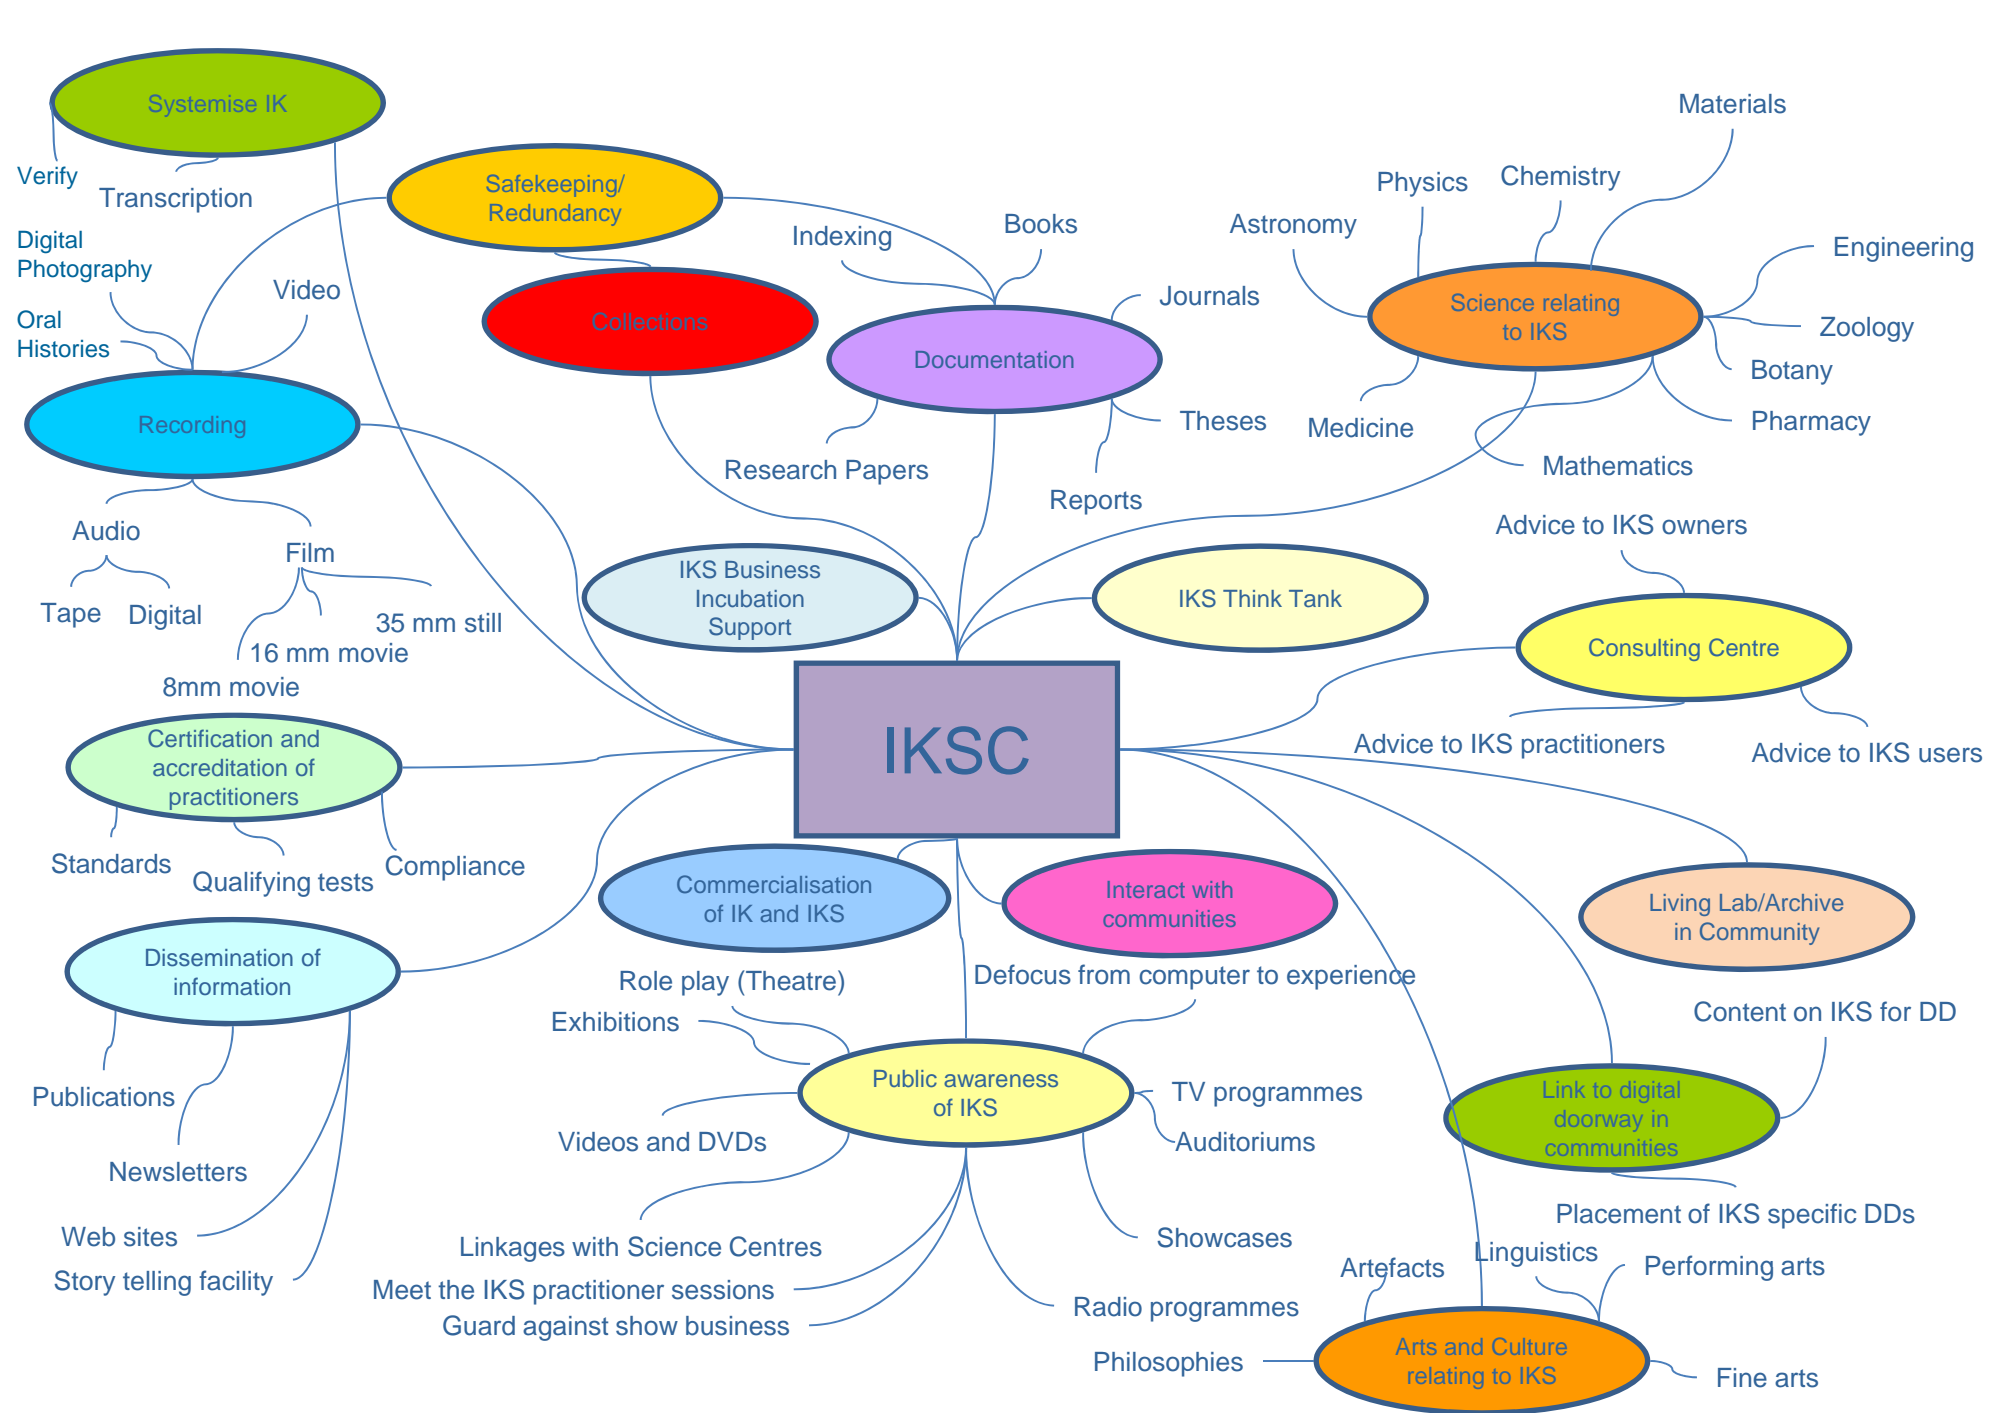 Systemise IK
Verify
Transcription
Safekeeping/
Redundancy
Digital
Photography
Oral
Histories
Video
Recording
Audio
Tape
Digital
Film
35 mm still
16 mm movie
8mm movie
Collections
Indexing
Books
Journals
Documentation
Theses
Research Papers
Reports
Materials
Physics
Chemistry
Astronomy
Engineering
Science relating
to IKS
Zoology
Botany
Pharmacy
Medicine
Mathematics
IKS Business
Incubation
Support
IKS Think Tank
Advice to IKS owners
Consulting Centre
Advice to IKS practitioners
Advice to IKS users
IKSC
Certification and
accreditation of
practitioners
Standards
Qualifying tests
Compliance
Commercialisation
of IK and IKS
Interact with
communities
Living Lab/Archive
in Community
Dissemination of
information
Publications
Newsletters
Web sites
Story telling facility
Role play (Theatre)
Defocus from computer to experience
Exhibitions
Public awareness
of IKS
TV programmes
Auditoriums
Videos and DVDs
Linkages with Science Centres
Meet the IKS practitioner sessions
Guard against show business
Showcases
Radio programmes
Content on IKS for DD
Link to digital
doorway in
communities
Placement of IKS specific DDs
Artefacts
Linguistics
Performing arts
Philosophies
Arts and Culture
relating to IKS
Fine arts